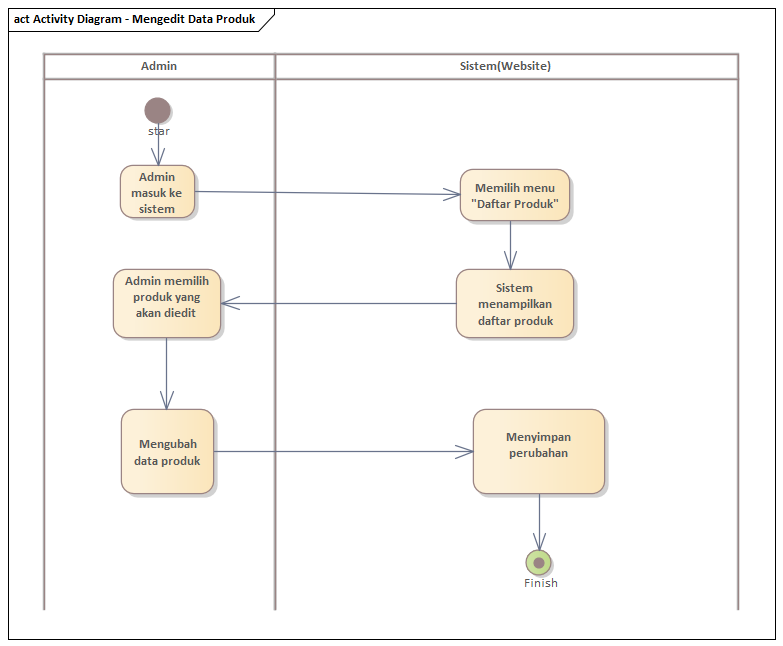 act Activity Diagram - Mengedit Data Produk
Admin
Sistem(Website)
star
Admin
masuk ke
sistem
Memilih menu
"Daftar Produk"
Admin memilih
produk yang
akan diedit
Sistem
menampilkan
daftar produk
Mengubah
data produk
Menyimpan
perubahan
Finish